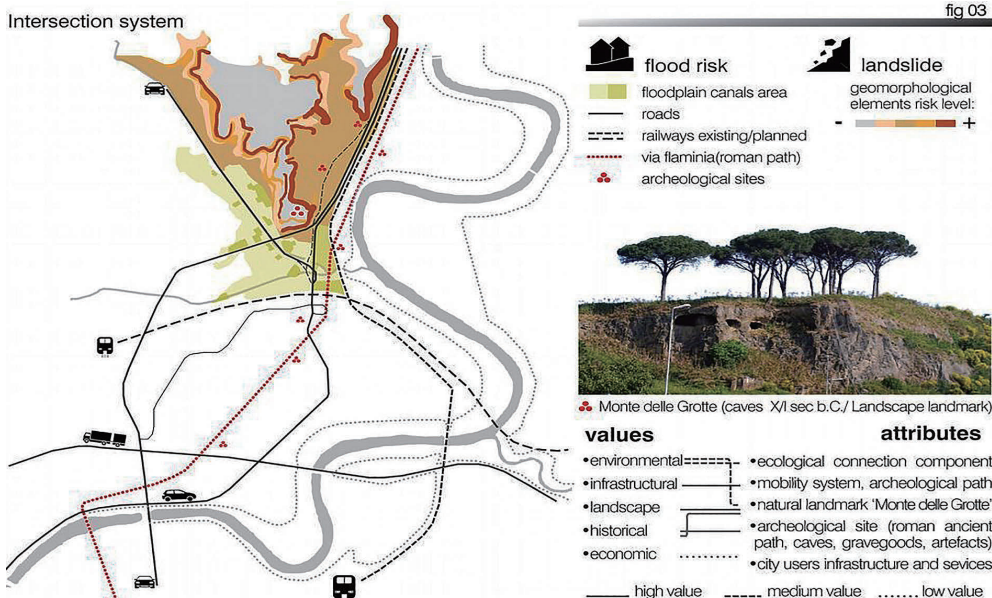 Intersection system
fig 03
flood risk
landslide
floodplain canals area
roads
railways existing/planned
via flaminia(roman path)
archeological sites
geomorphological
elements risk level:
- +
Monte delle Grotte (caves X/I sec b.C./ Landscape landmark)
values
attributes
•environmental
•infrastructural
•landscape
•historical
•economic
•ecological connection component
•mobility system, archeological path
•natural landmark 'Monte delle Grotte'
•archeological site (roman ancient
path, caves, gravegoods, artefacts)
•city users infrastructure and sevices
high value
medium value
low value